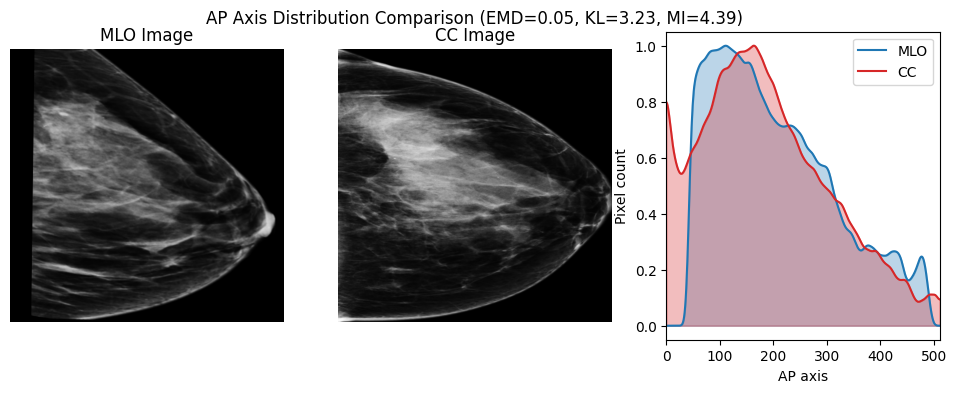 AP Axis Distribution Comparison (EMD=0.05, KL=3.23, MI=4.39)
MLO Image
CC Image
MLO
CC
Pixel count
1.0
0.8
0.6
0.4
0.2
0.0
0 100 200 300 400 500
AP axis